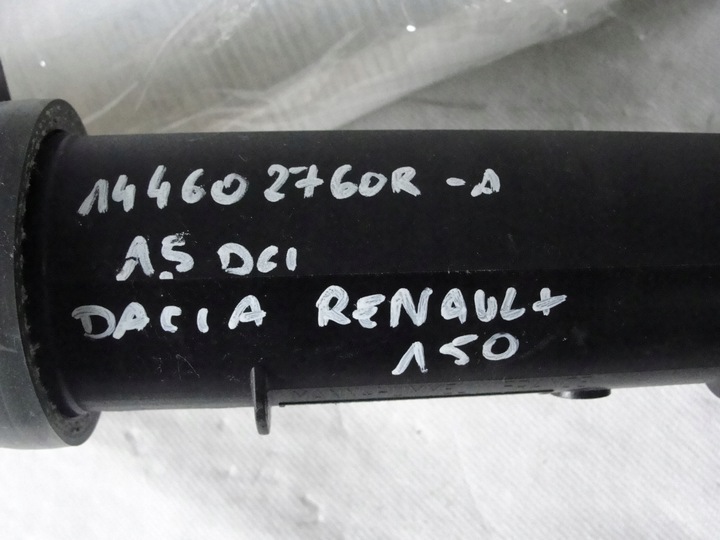 144602760R -A
1.5 DCI
DACIA RENAULT
150